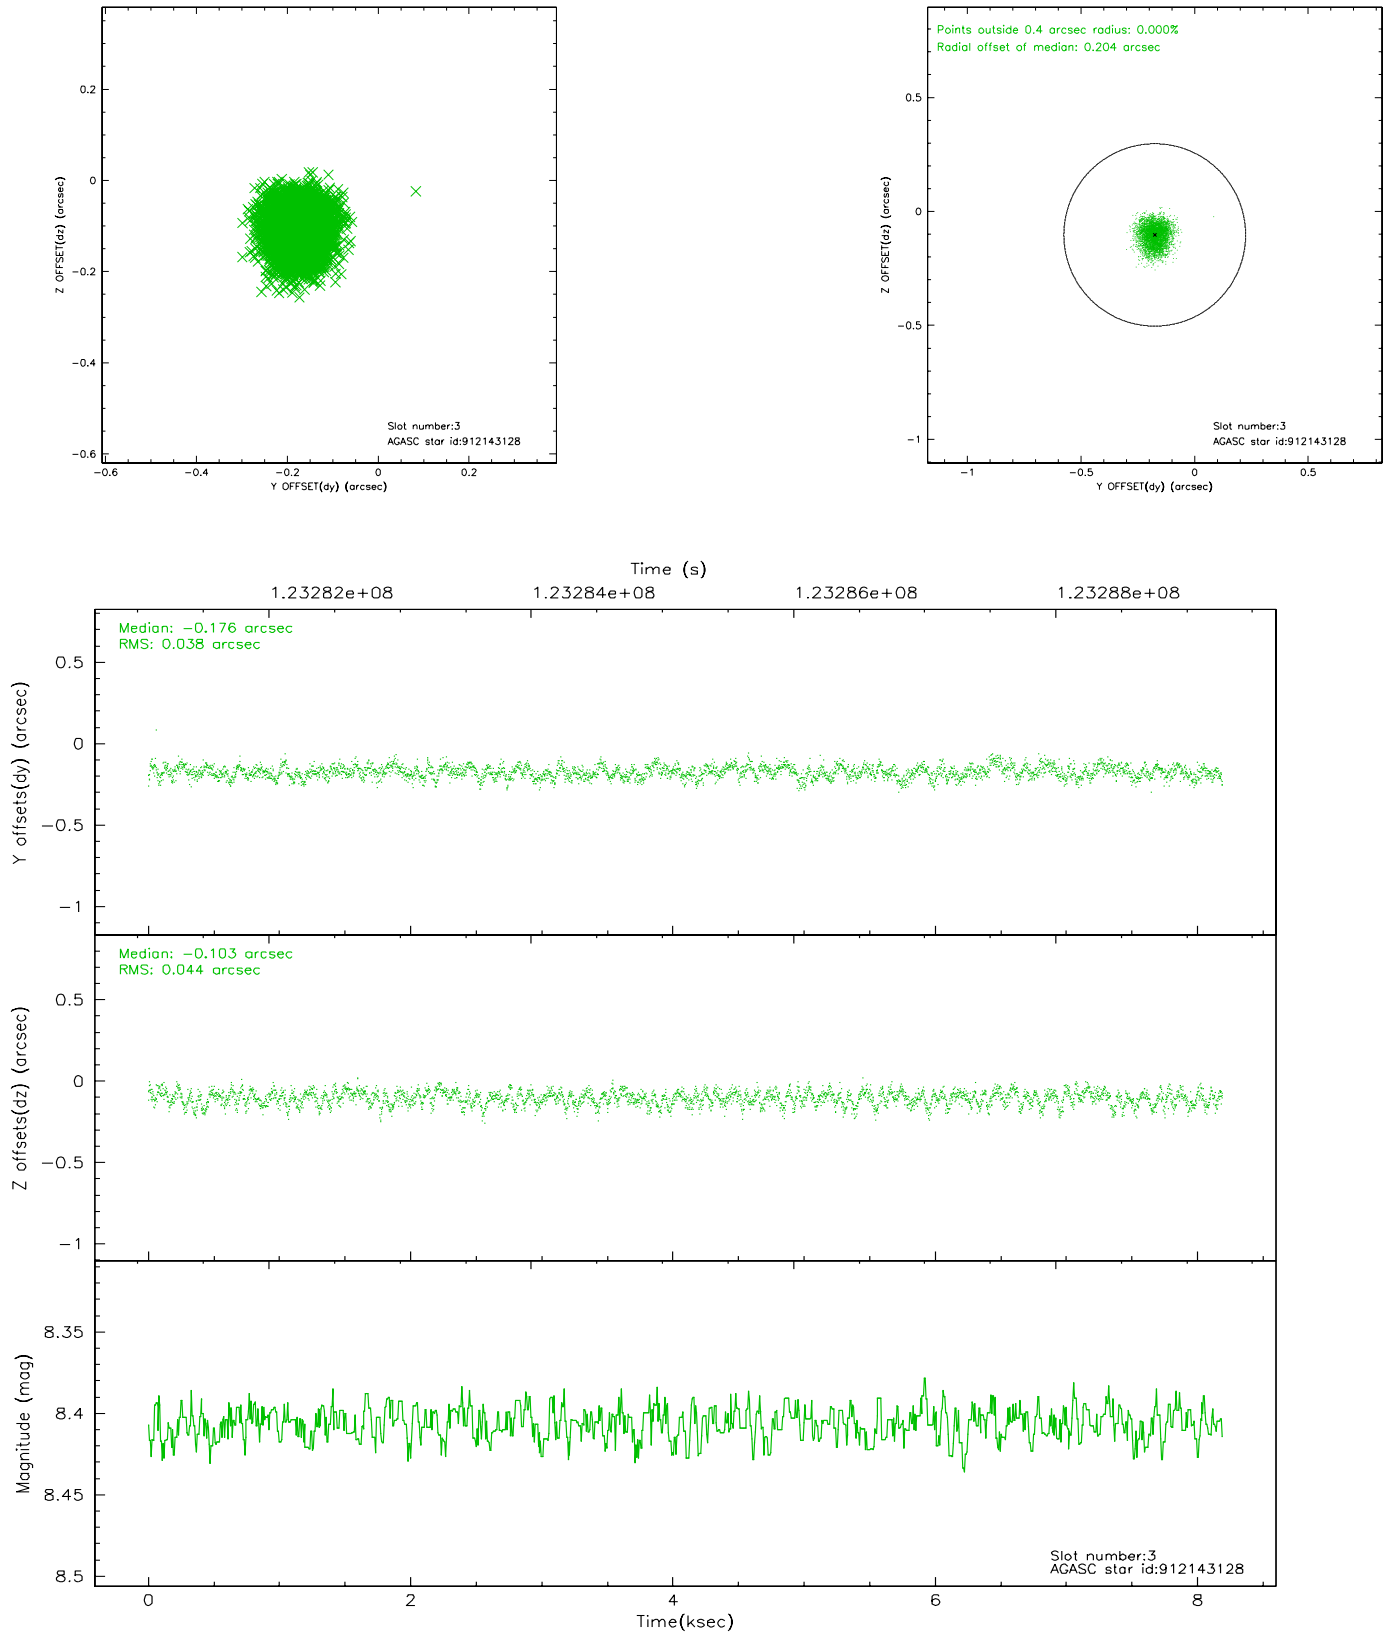 0.2
0
−0.2
−0.4
−0.6
Z OFFSET(dz) (arcsec)
Slot number:3
AGASC star id:912143128
−0.6 −0.4 −0.2 0 0.2
Y OFFSET(dy) (arcsec)
Points outside 0.4 arcsec radius: 0.000%
Radial offset of median: 0.204 arcsec
0.5
0
−0.5
−1
Z OFFSET(dz) (arcsec)
Slot number:3
AGASC star id:912143128
−1 −0.5 0 0.5
Y OFFSET(dy) (arcsec)
Time (s)
1.23282e+08 1.23284e+08 1.23286e+08 1.23288e+08
Median: −0.176 arcsec
RMS: 0.038 arcsec
0.5
0
−0.5
−1
Y offsets(dy) (arcsec)
Median: −0.103 arcsec
RMS: 0.044 arcsec
0.5
0
−0.5
−1
Z offsets(dz) (arcsec)
8.35
8.4
8.45
8.5
Magnitude (mag)
Slot number:3
AGASC star id:912143128
0 2 4 6 8
Time(ksec)